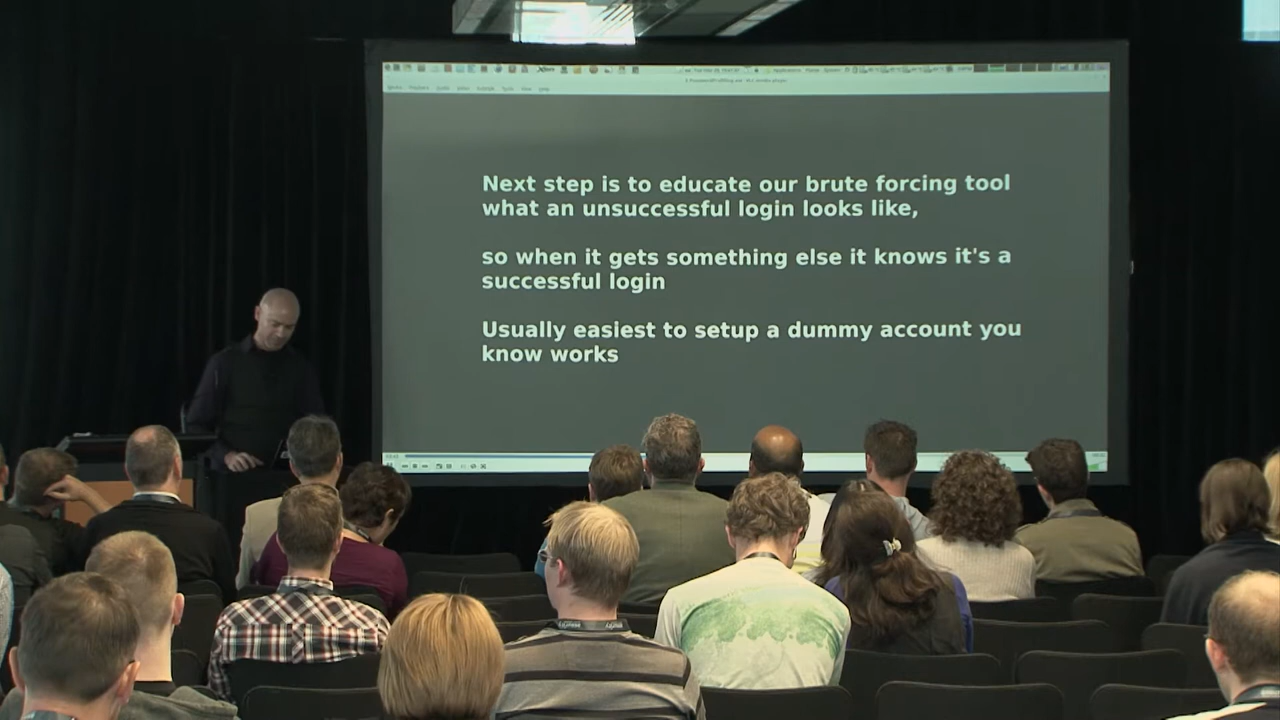 Next step is to educate our brute forcing tool
what an unsuccessful login looks like,
so when it gets something else it knows it's a
successful login
Usually easiest to setup a dummy account you
know works